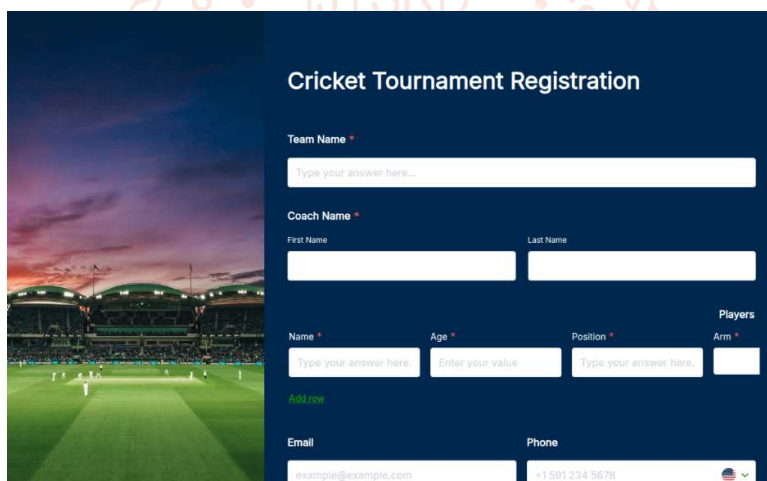 Cricket Tournament Registration
Team Name *
Type your answer here...
Coach Name *
First Name Last Name
Players
Name * Age * Position * Arm *
Type your answer here. Enter your value Type your answer here.
Add row
Email Phone
example@example.com +1 591 234 5678